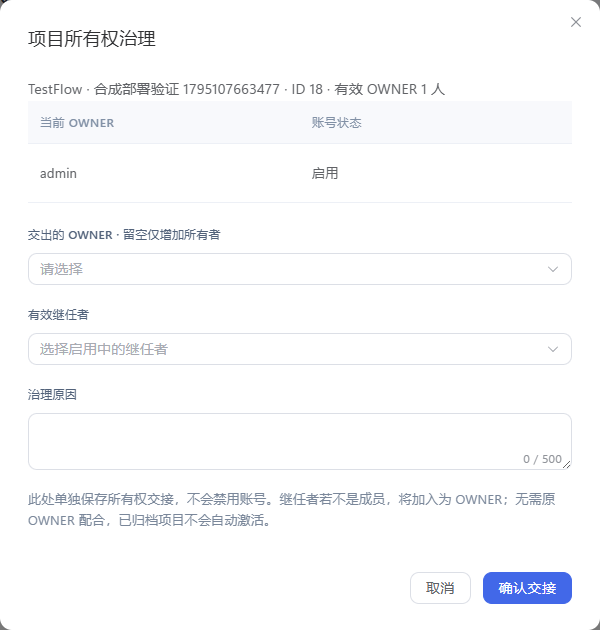 项目所有权治理
TestFlow · 合成部署验证 1795107663477 · ID 18 · 有效 OWNER 1 人
当前 OWNER 账号状态
admin 启用
交出的 OWNER · 留空仅增加所有者
请选择
有效继任者
选择启用中的继任者
治理原因
0 / 500
此处单独保存所有权交接，不会禁用账号。继任者若不是成员，将加入为 OWNER；无需原
OWNER 配合，已归档项目不会自动激活。
取消 确认交接